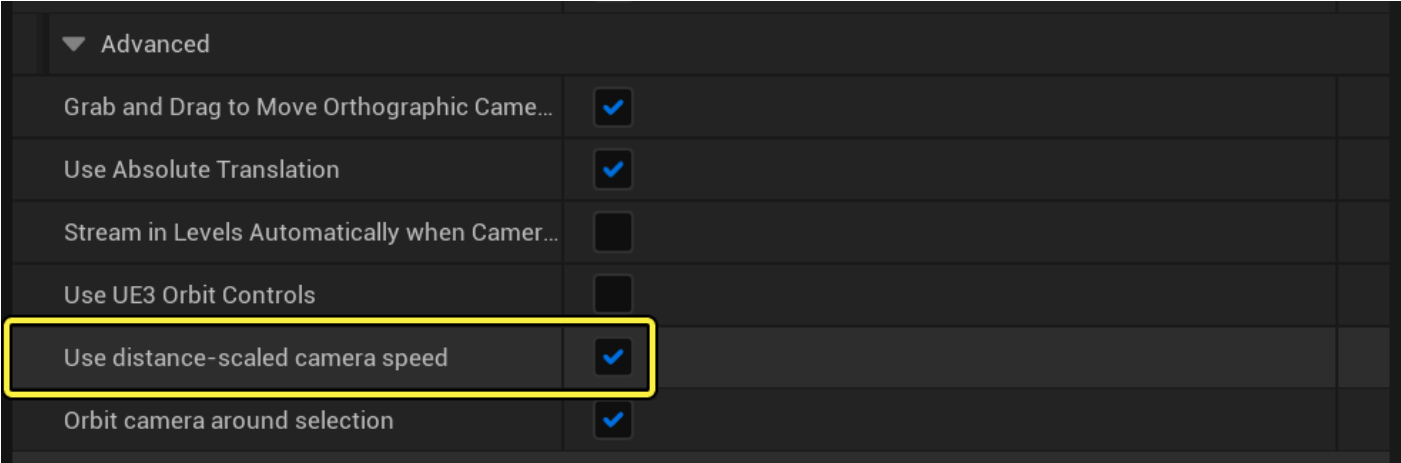 Advanced
Grab and Drag to Move Orthographic Came...
Use Absolute Translation
Stream in Levels Automatically when Camer...
Use UE3 Orbit Controls
Use distance-scaled camera speed
Orbit camera around selection